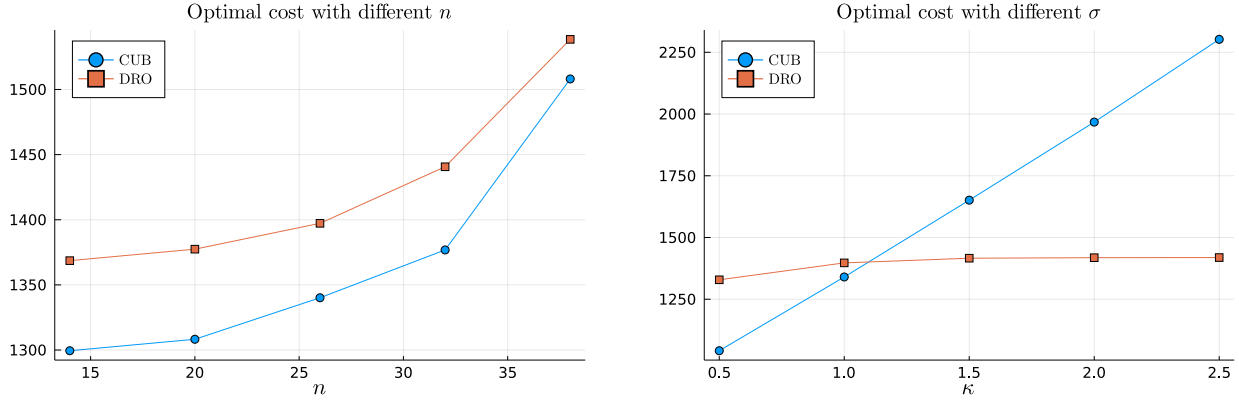 Optimal cost with different n
CUB
DRO
1500
1450
1400
1350
1300
15 20 25 30 35
n
Optimal cost with different σ
CUB
DRO
2250
2000
1750
1500
1250
0.5 1.0 1.5 2.0 2.5
κ